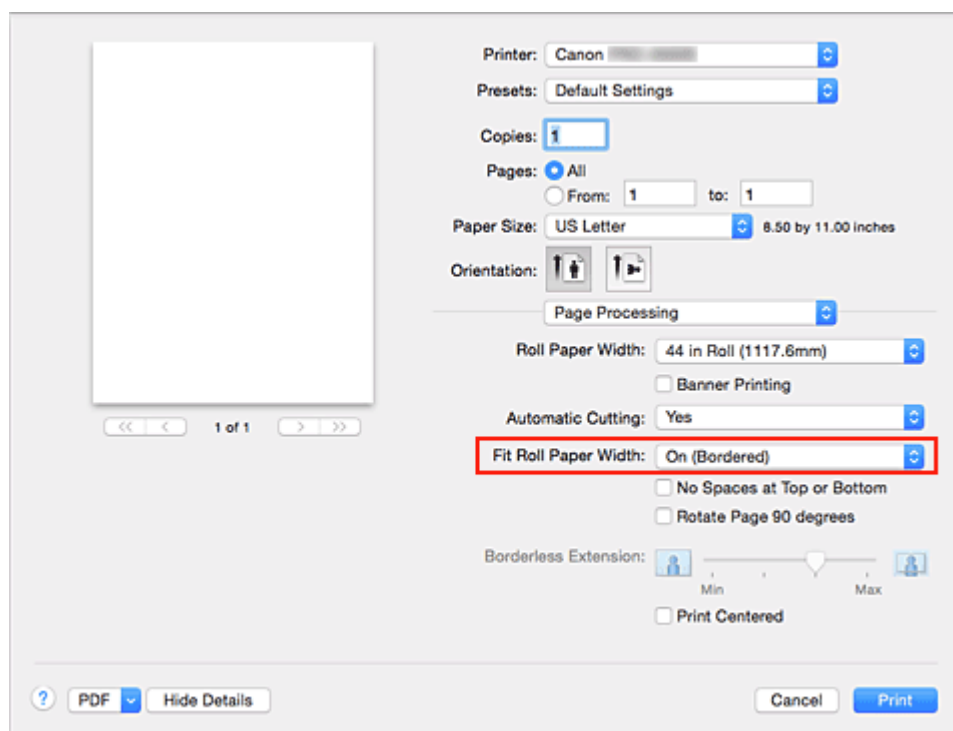 Printer: Canon
Presets: Default Settings
Copies: 1
Pages: All
From: 1 to: 1
Paper Size: US Letter 8.50 by 11.00 inches
Orientation:
Page Processing
Roll Paper Width: 44 in Roll (1117.6mm)
Banner Printing
1 of 1
Automatic Cutting: Yes
Fit Roll Paper Width: On (Bordered)
No Spaces at Top or Bottom
Rotate Page 90 degrees
Borderless Extension:
Min Max
Print Centered
? PDF Hide Details Cancel Print